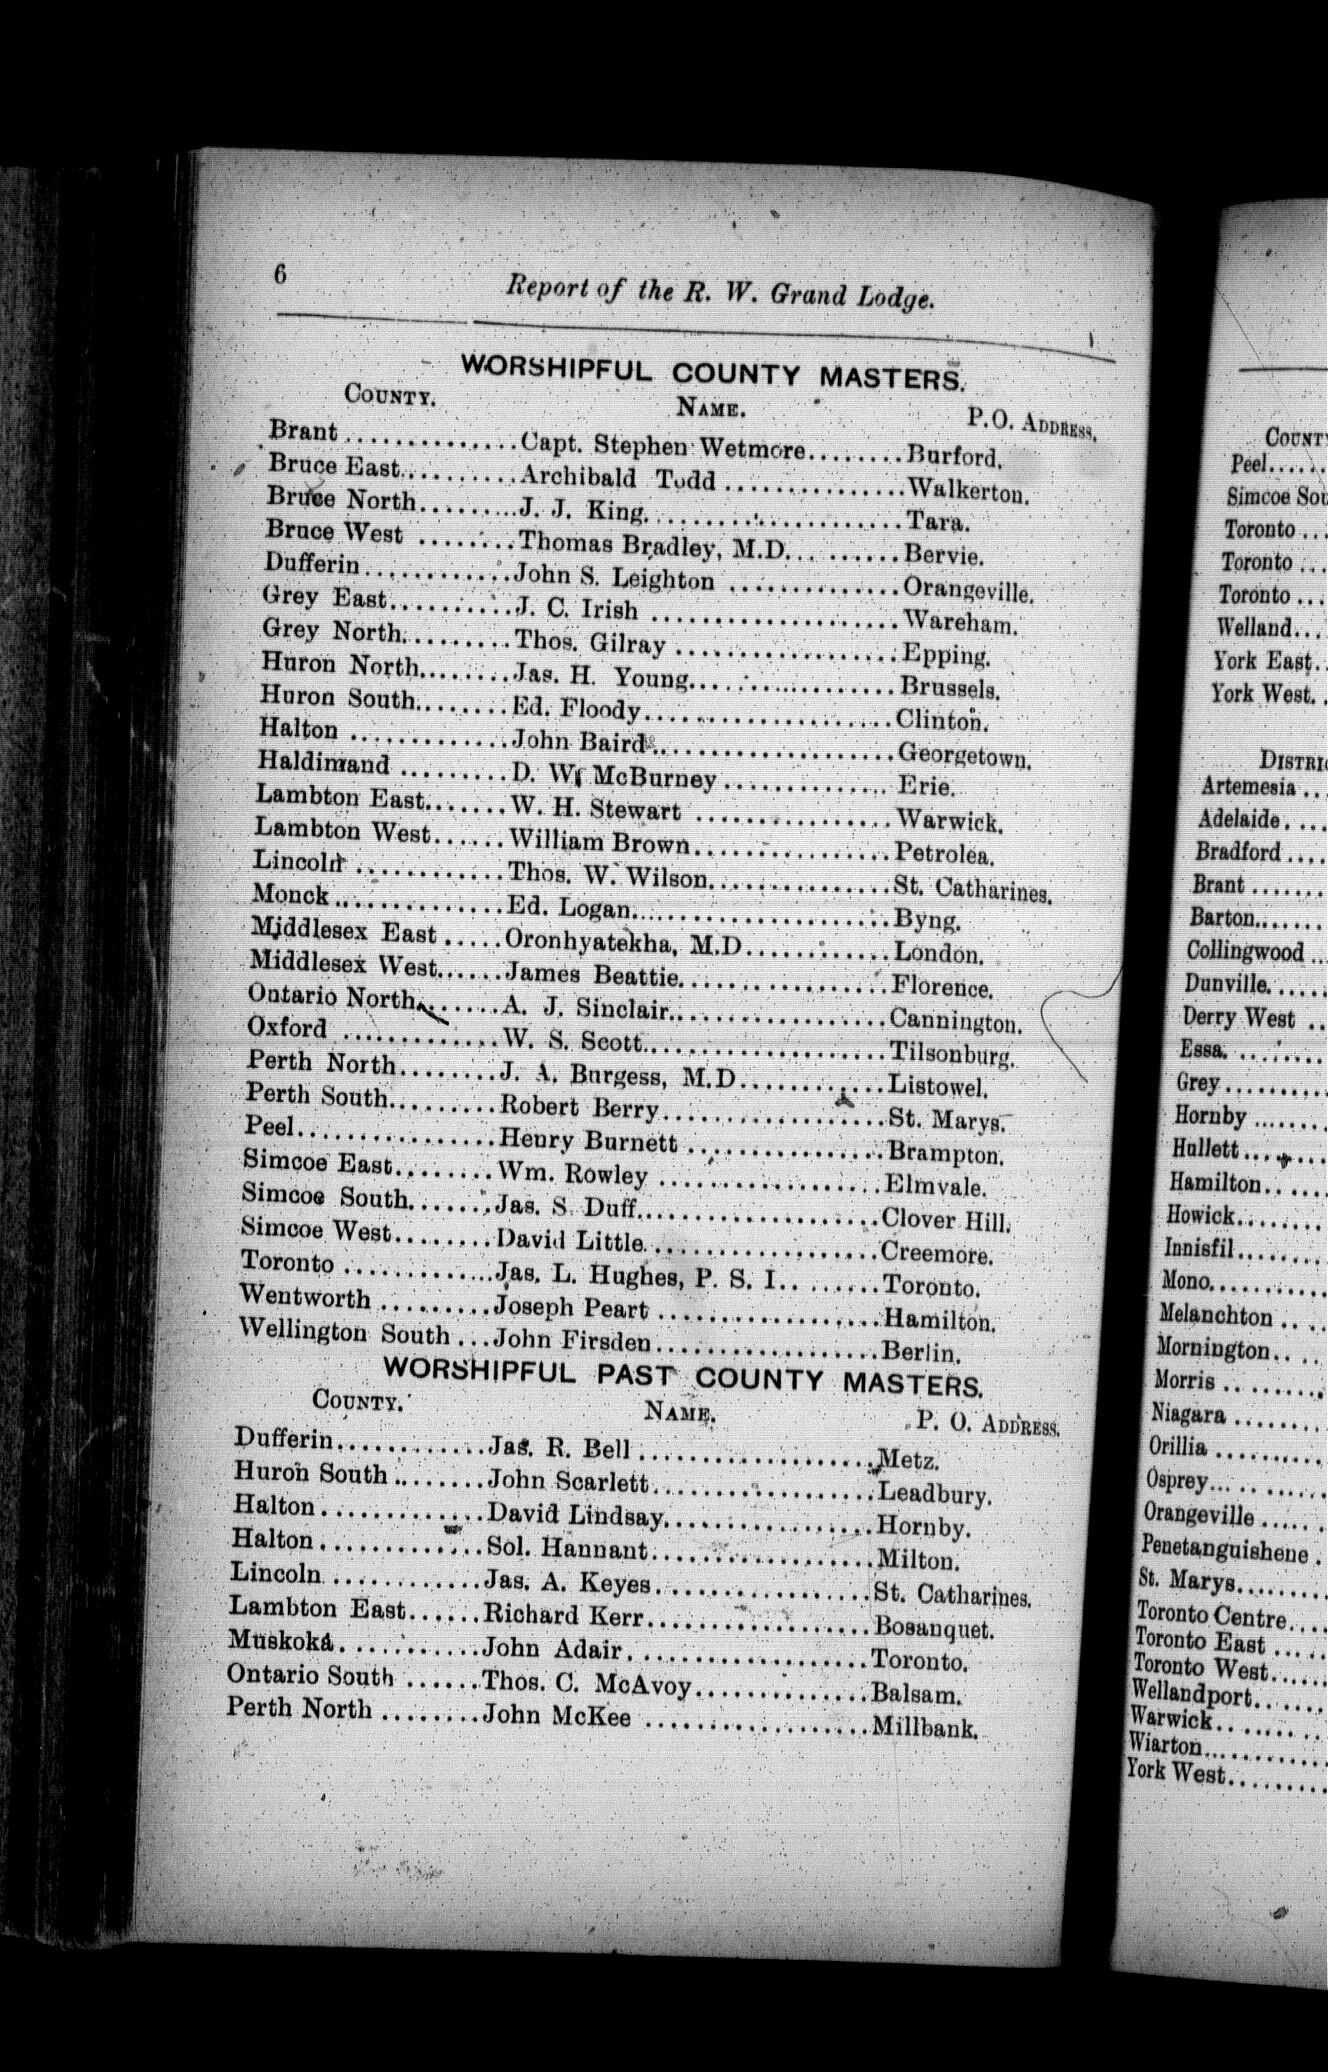 6
Report of the R. W. Grand Lodge.
WORSHIPFUL COUNTY MASTERS.
COUNTY. NAME. P.O. ADDRESS.
Brant..............Capt. Stephen Wetmore........Burford.
Bruce East..........Archibald Todd...............Walkerton.
Bruce North.........J. J. King...................Tara.
Bruce West........Thomas Bradley, M.D..........Bervie.
Dufferin............John S. Leighton..............Orangeville.
Grey East..........J. C. Irish...................Wareham.
Grey North.........Thos. Gilray.................Epping.
Huron North........Jas. H. Young................Brussels.
Huron South........Ed. Floody...................Clinton.
Halton.............John Baird...................Georgetown.
Haldimand.........D. W. McBurney.............Erie.
Lambton East.......W. H. Stewart...............Warwick.
Lambton West......William Brown................Petrolea.
Lincoln............Thos. W. Wilson..............St. Catharines.
Monck.............Ed. Logan....................Byng.
Middlesex East.....Oronhyatekha, M.D...........London.
Middlesex West......James Beattie................Florence.
Ontario North.......A. J. Sinclair.................Cannington.
Oxford.............W. S. Scott...................Tilsonburg.
Perth North........J. A. Burgess, M.D...........Listowel.
Perth South.........Robert Berry.................St. Marys.
Peel................Henry Burnett...............Brampton.
Simcoe East........Wm. Rowley.................Elmvale.
Simcoe South.......Jas. S. Duff...................Clover Hill.
Simcoe West........David Little..................Creemore.
Toronto............Jas. L. Hughes, P. S. I........Toronto.
Wentworth.........Joseph Peart.................Hamilton.
Wellington South...John Firsden.................Berlin.
WORSHIPFUL PAST COUNTY MASTERS.
COUNTY. NAME. P. O. ADDRESS.
Dufferin............Jas. R. Bell..................Metz.
Huron South.......John Scarlett.................Leadbury.
Halton............David Lindsay................Hornby.
Halton............Sol. Hannant.................Milton.
Lincoln............Jas. A. Keyes................St. Catharines.
Lambton East......Richard Kerr.................Bosanquet.
Muskoka...........John Adair..................Toronto.
Ontario South......Thos. C. McAvoy.............Balsam.
Perth North........John McKee.................Millbank.
Peel......
Simcoe
Toronto...
Toronto...
Toronto...
Welland...
York East..
York West..
Artemesia...
Adelaide....
Bradford....
Brant.......
Barton.......
Collingwood..
Dunville......
Derry West..
Essa.........
Grey.........
Hornby.......
Hullett.......
Hamilton......
Howick........
Innisfil........
Mono..........
Melanchton....
Mornington....
Morris........
Niagara.......
Orillia.........
Osprey........
Orangeville......
Penetanguishene.
St. Marys........
Toronto Centre....
Toronto East.....
Toronto West......
Wellandport......
Warwick.........
Wiarton..........
York West.........